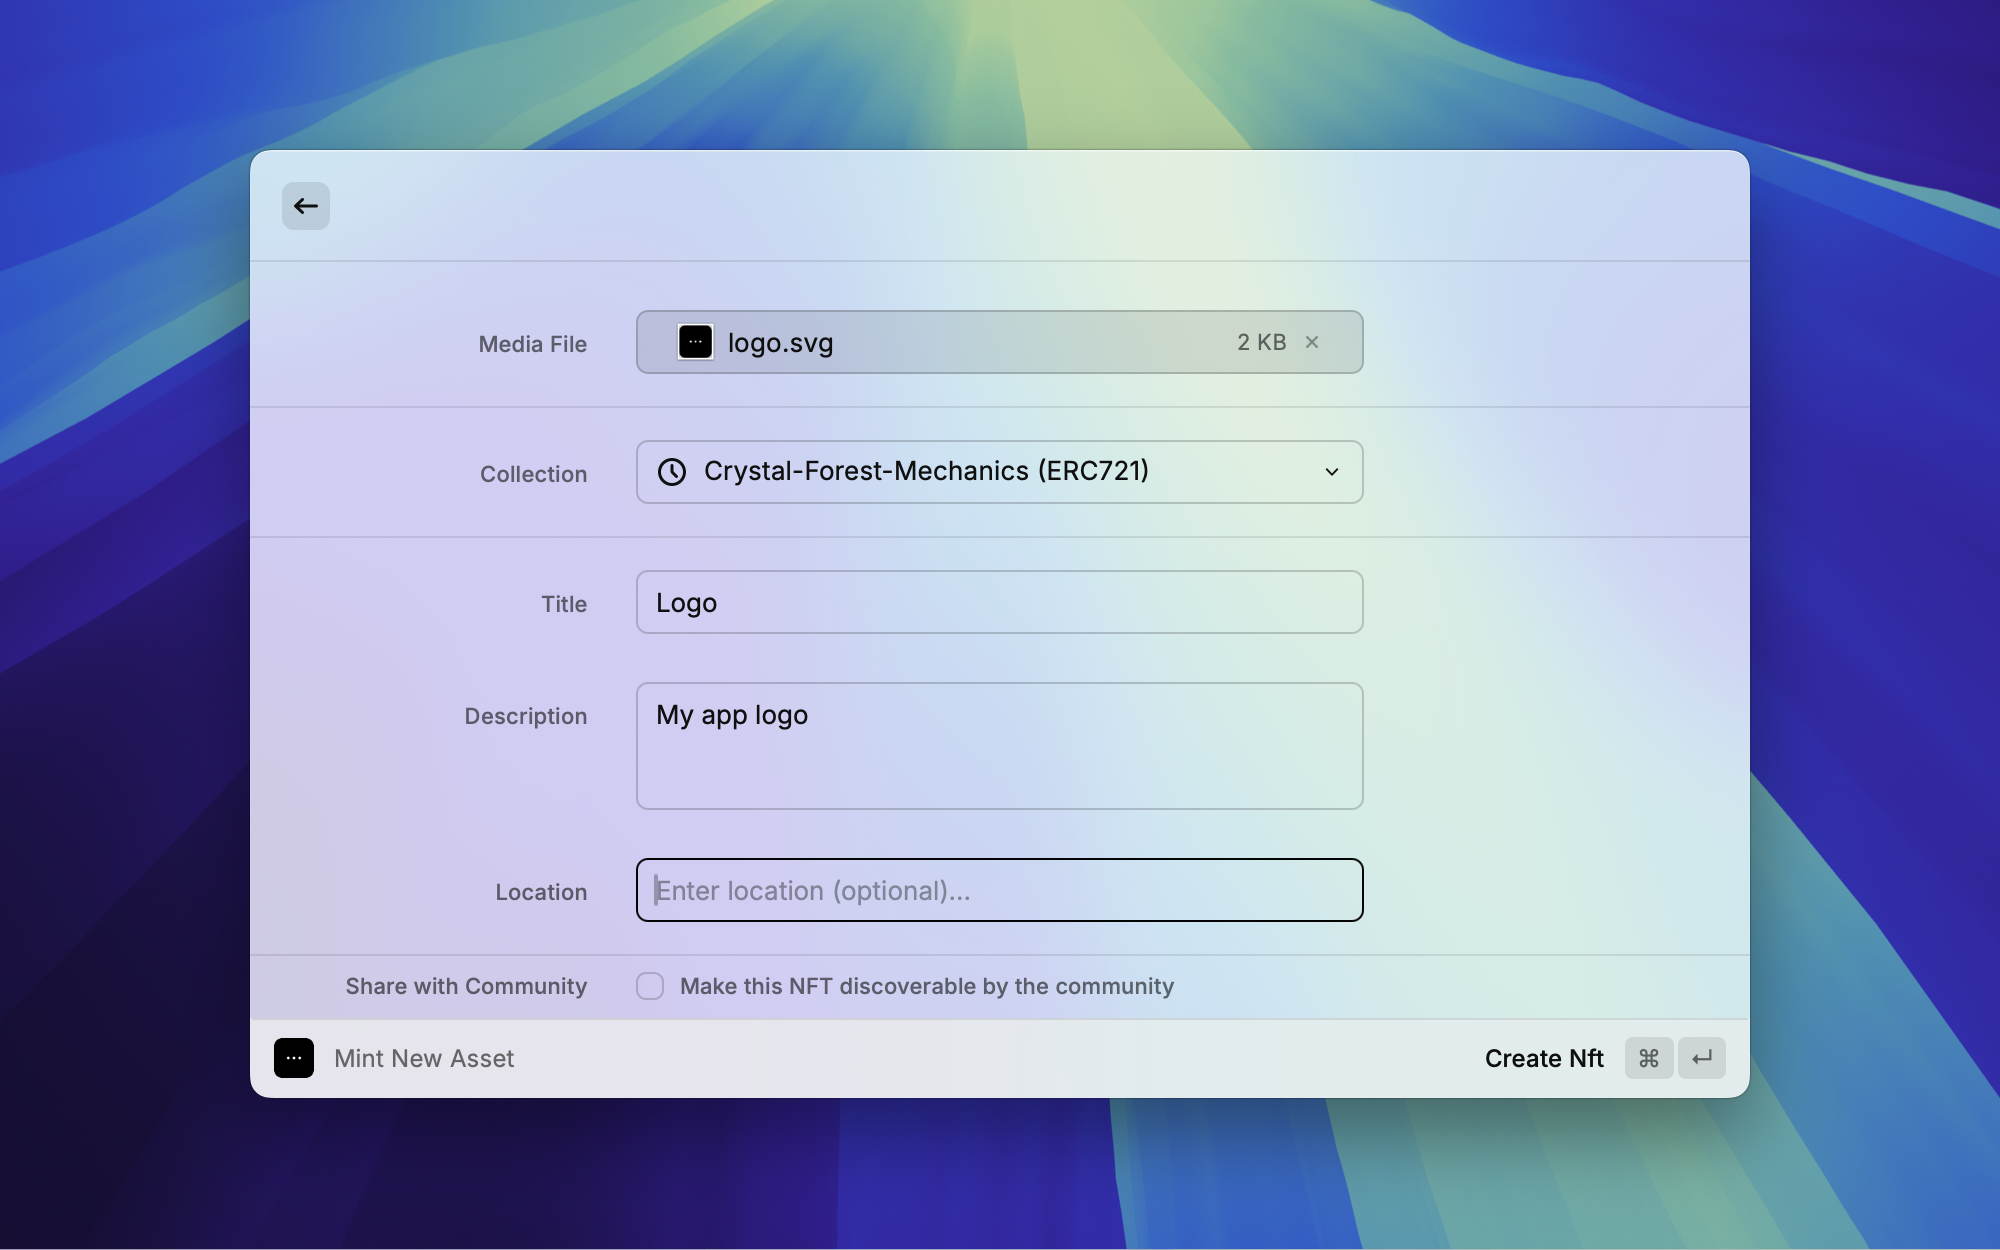 Media File
logo.svg
2 KB
Collection
Crystal-Forest-Mechanics (ERC721)
Title
Logo
Description
My app logo
Location
Enter location (optional)...
Share with Community
Make this NFT discoverable by the community
Mint New Asset
Create Nft